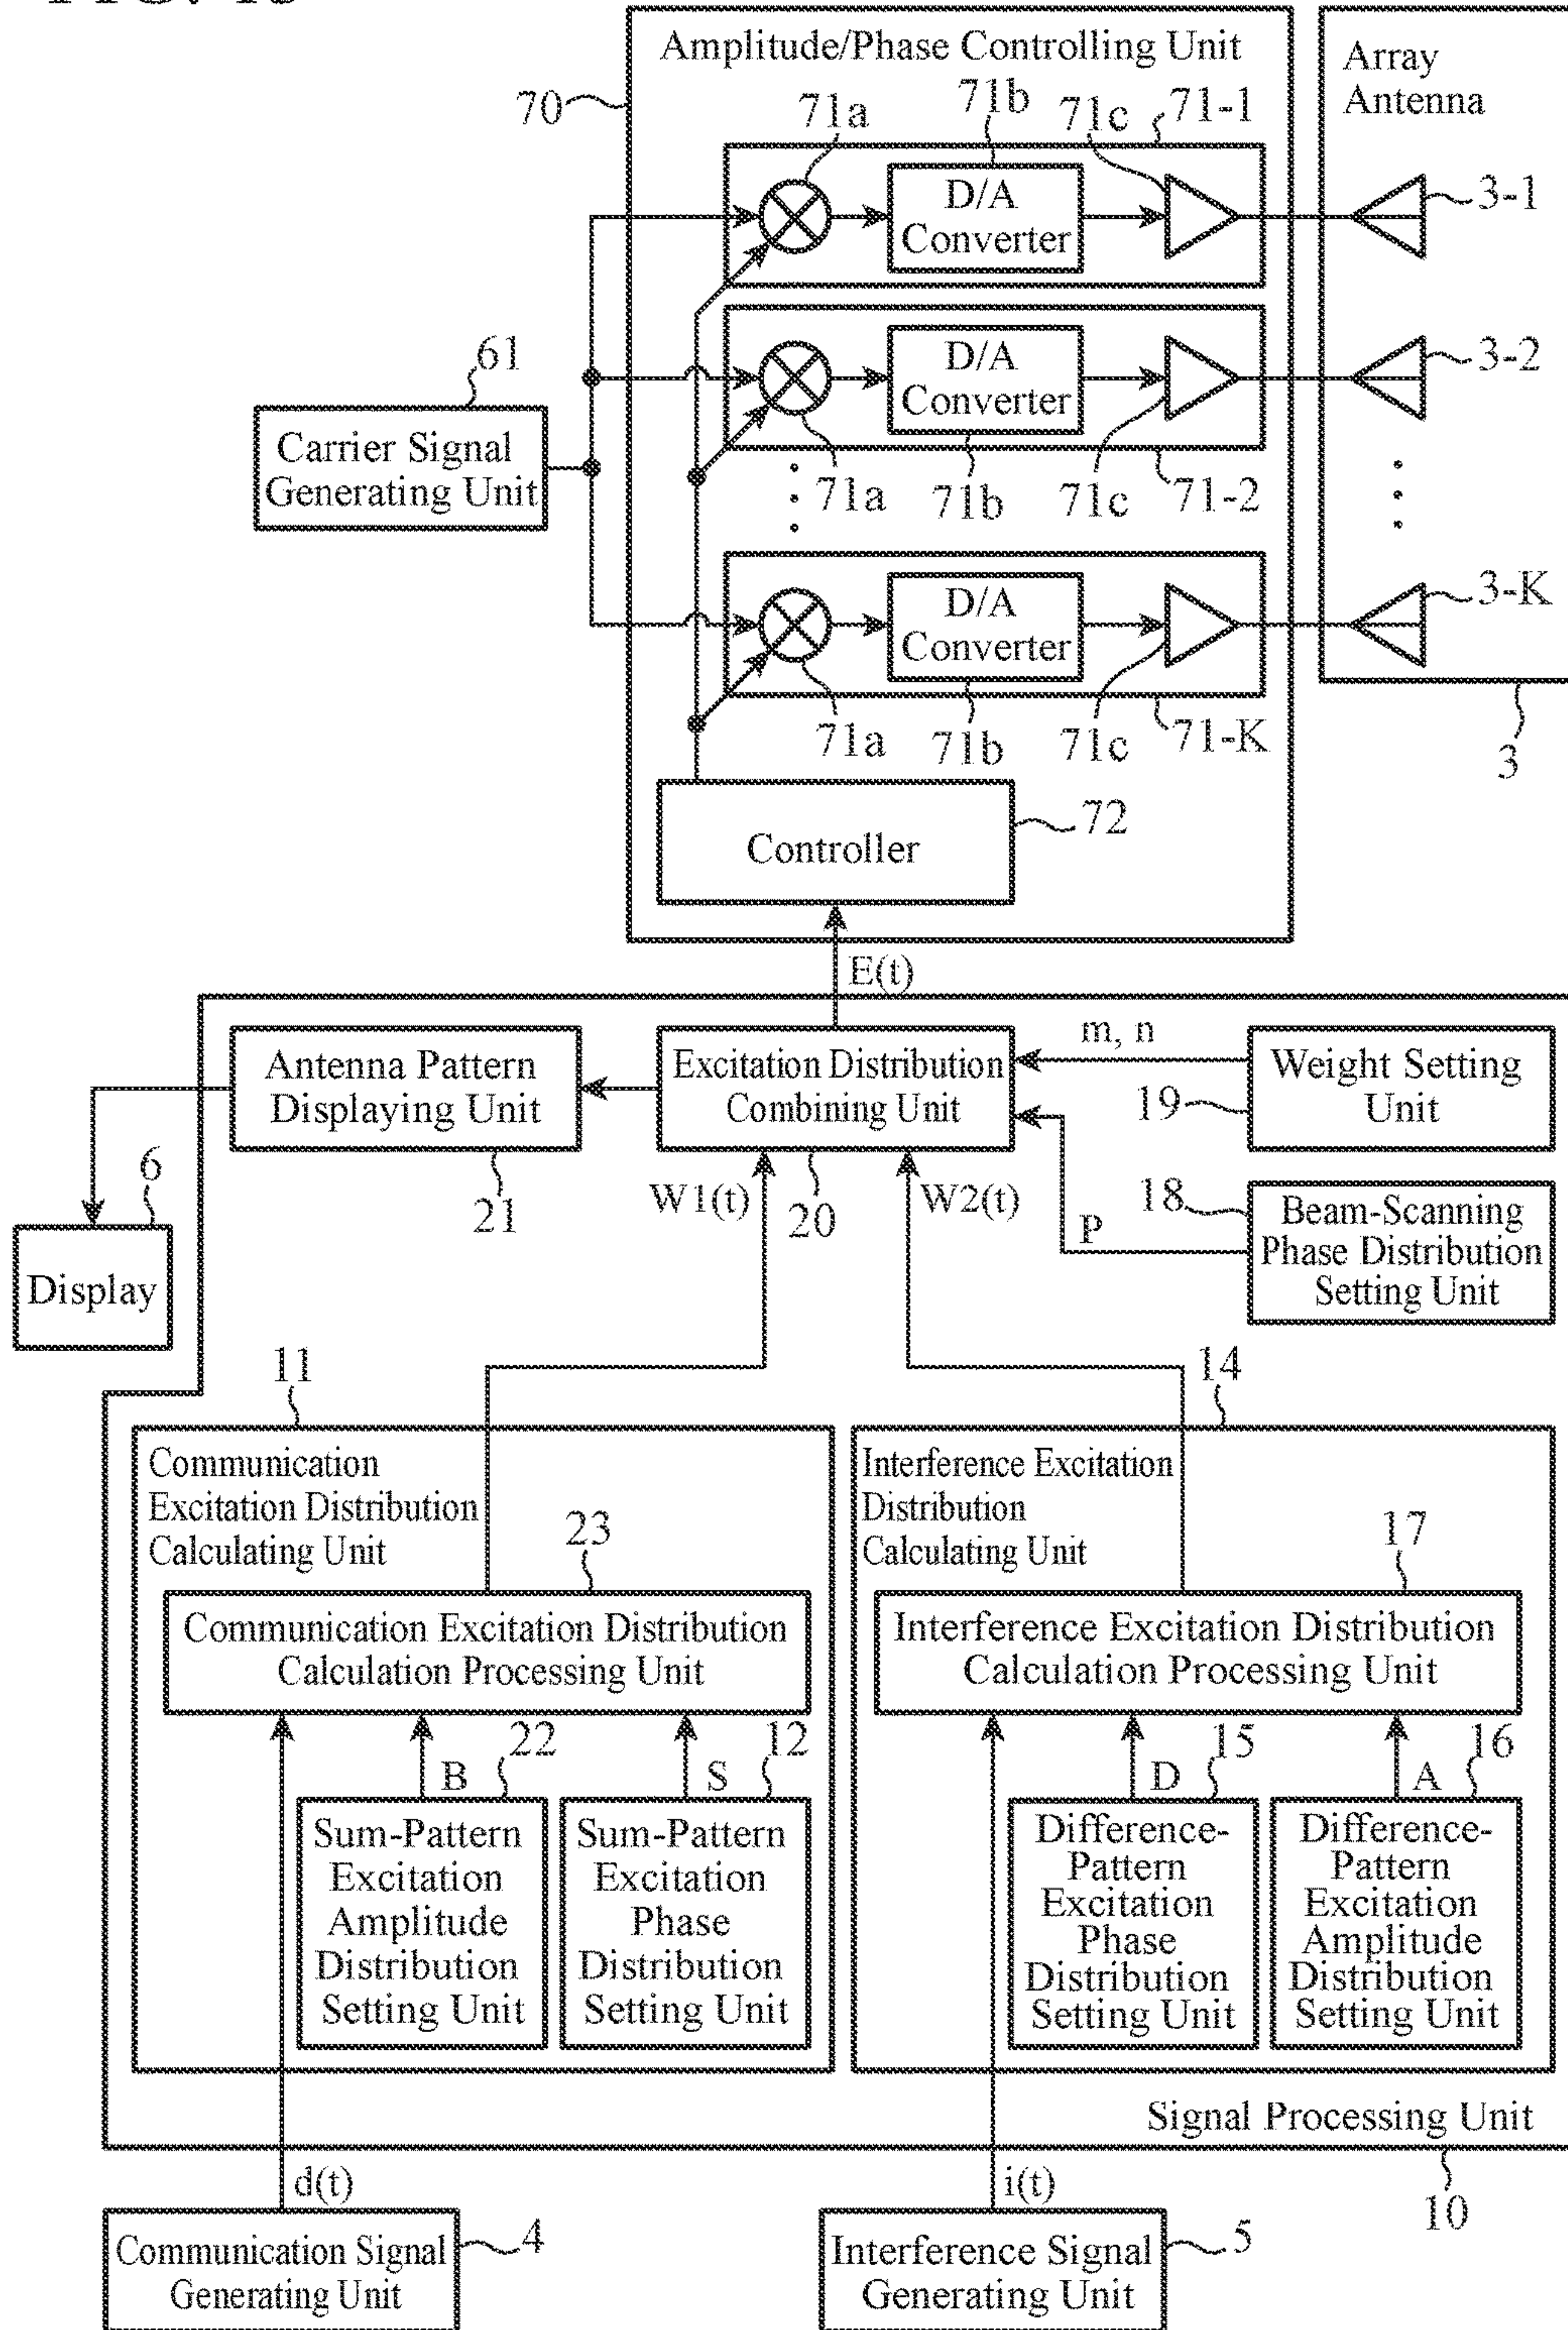 Amplitude/Phase Controlling Unit
Array
Antenna
70
71a
71b
71c
71-1
D/A
Converter
3-1
61
D/A
Converter
3-2
Carrier Signal
Generating Unit
71a
71b
71c
71-2
D/A
Converter
3-K
71a
71b
71c
71-K
3
72
Controller
E(t)
m, n
Antenna Pattern
Displaying Unit
Excitation Distribution
Combining Unit
Weight Setting
Unit
19
6
21
W1(t)
20
W2(t)
P
18
Beam-Scanning
Phase Distribution
Setting Unit
Display
11
14
Communication
Excitation Distribution
Calculating Unit
Interference Excitation
Distribution
Calculating Unit
23
17
Communication Excitation Distribution
Calculation Processing Unit
Interference Excitation Distribution
Calculation Processing Unit
22
12
15
16
B
S
D
A
Sum-Pattern
Excitation
Amplitude
Distribution
Setting Unit
Sum-Pattern
Excitation
Phase
Distribution
Setting Unit
Difference-
Pattern
Excitation
Phase
Distribution
Setting Unit
Difference-
Pattern
Excitation
Amplitude
Distribution
Setting Unit
Signal Processing Unit
10
d(t)
i(t)
Communication Signal
Generating Unit
4
Interference Signal
Generating Unit
5